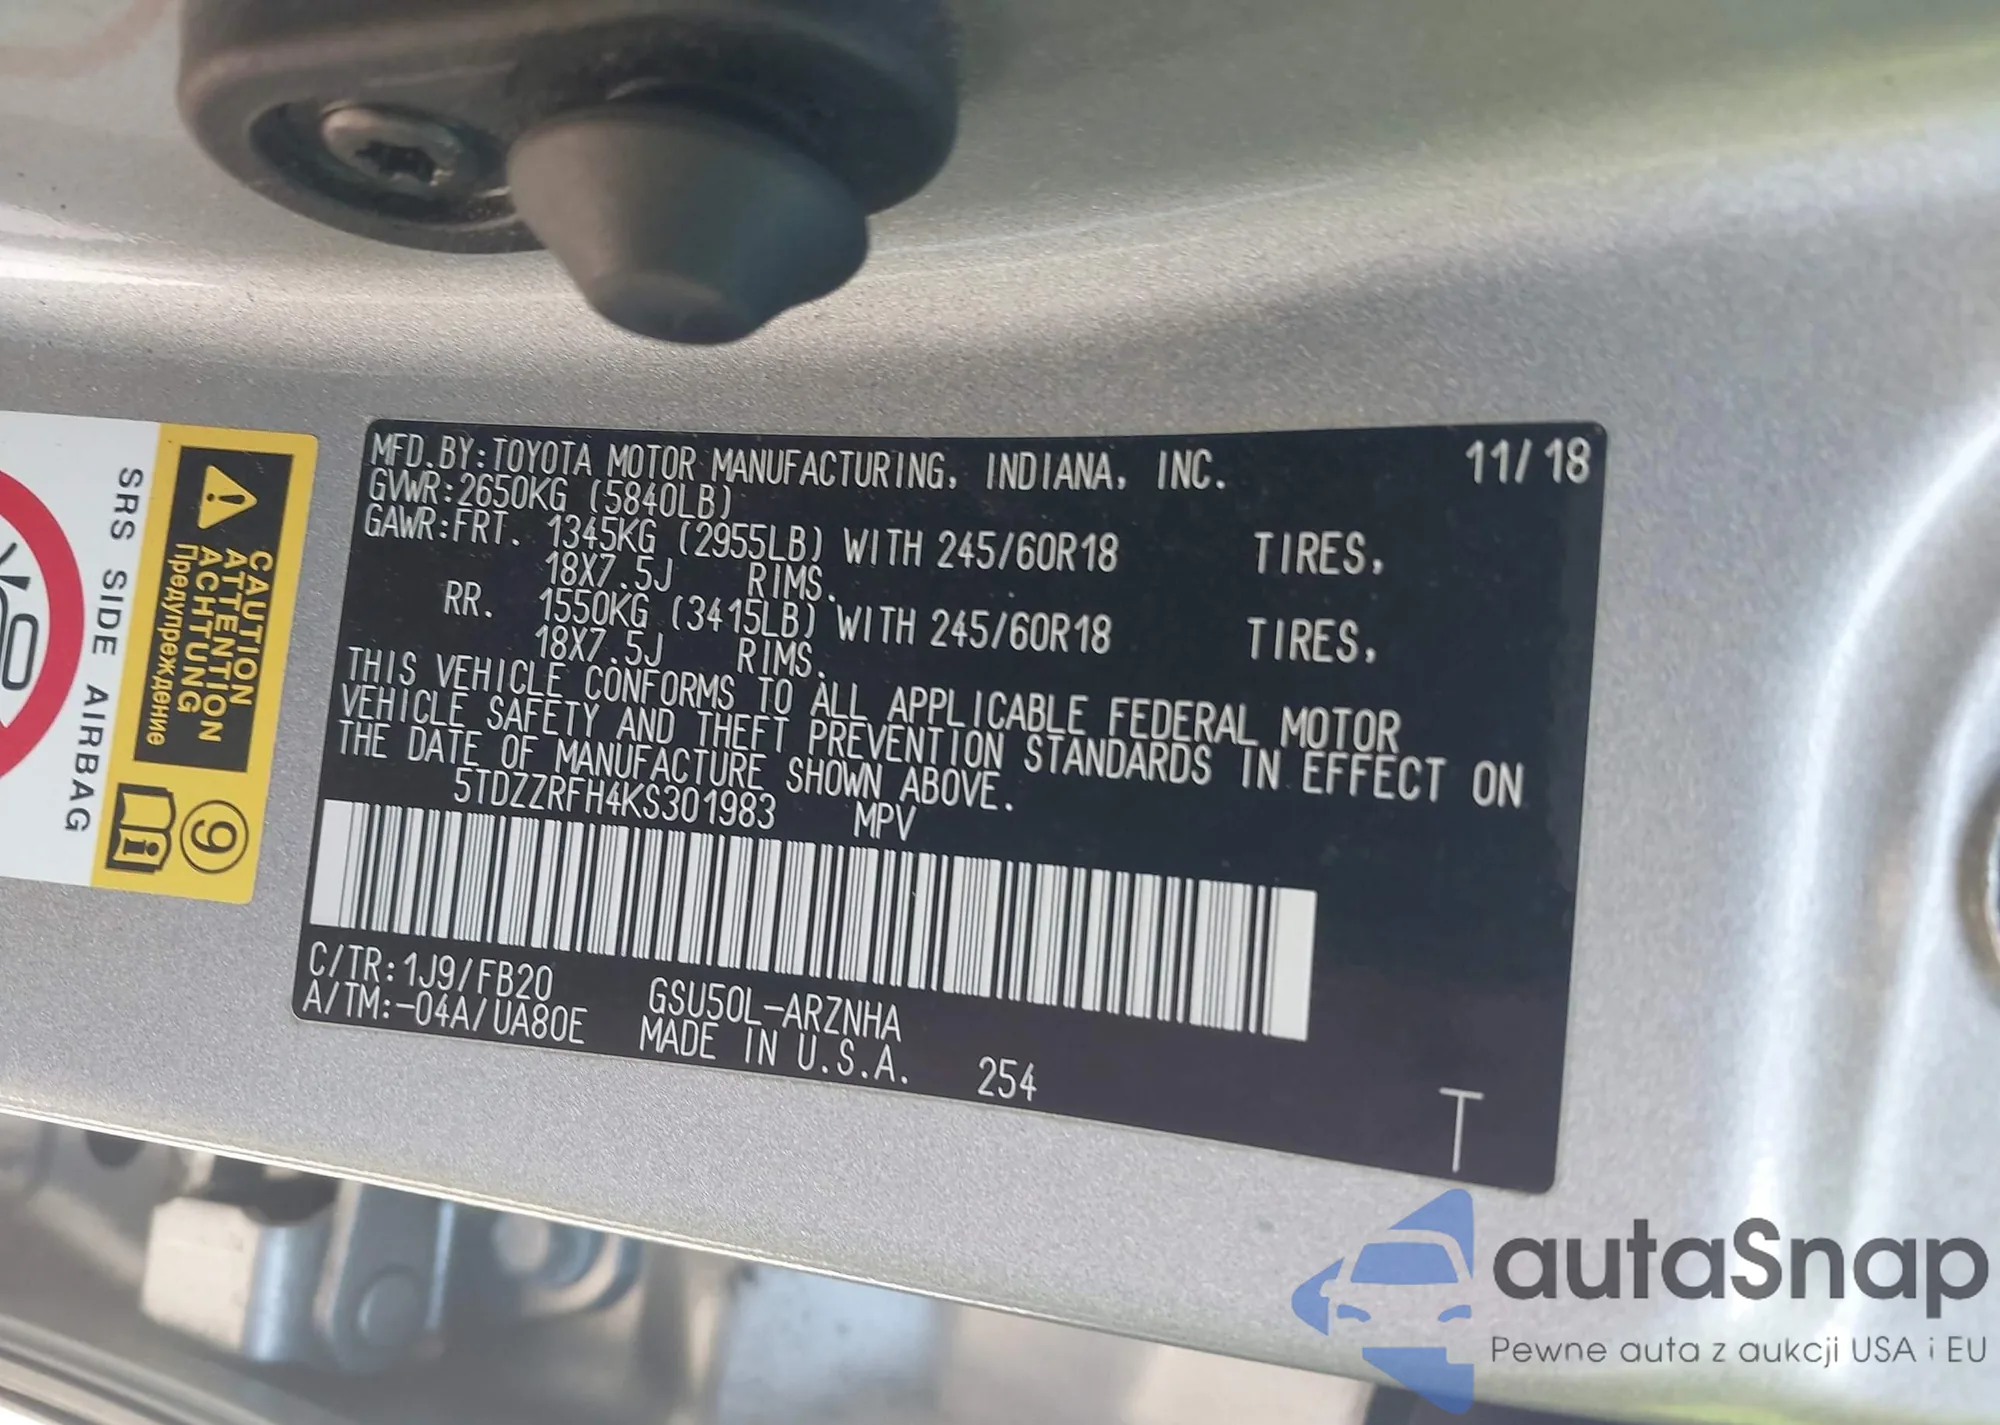 MFD.BY:TOYOTA MOTOR MANUFACTURING, INDIANA, INC. 11/18
GVWR:2650KG (5840LB)
GAWR:FRT. 1345KG (2955LB) WITH 245/60R18 TIRES,
18X7.5J RIMS.
RR. 1550KG (3415LB) WITH 245/60R18 TIRES,
18X7.5J RIMS.
THIS VEHICLE CONFORMS TO ALL APPLICABLE FEDERAL MOTOR
VEHICLE SAFETY AND THEFT PREVENTION STANDARDS IN EFFECT ON
THE DATE OF MANUFACTURE SHOWN ABOVE.
5TDZZRFH4KS301983 MPV
C/TR:1J9/FB20 GSU50L-ARZNHA
A/TM:-04A/UA80E MADE IN U.S.A. 254
T
CAUTION
ATTENTION
ACHTUNG
Предупреждение
SRS SIDE AIRBAG
9
i
autaSnap
Pewne auta z aukcji USA i EU